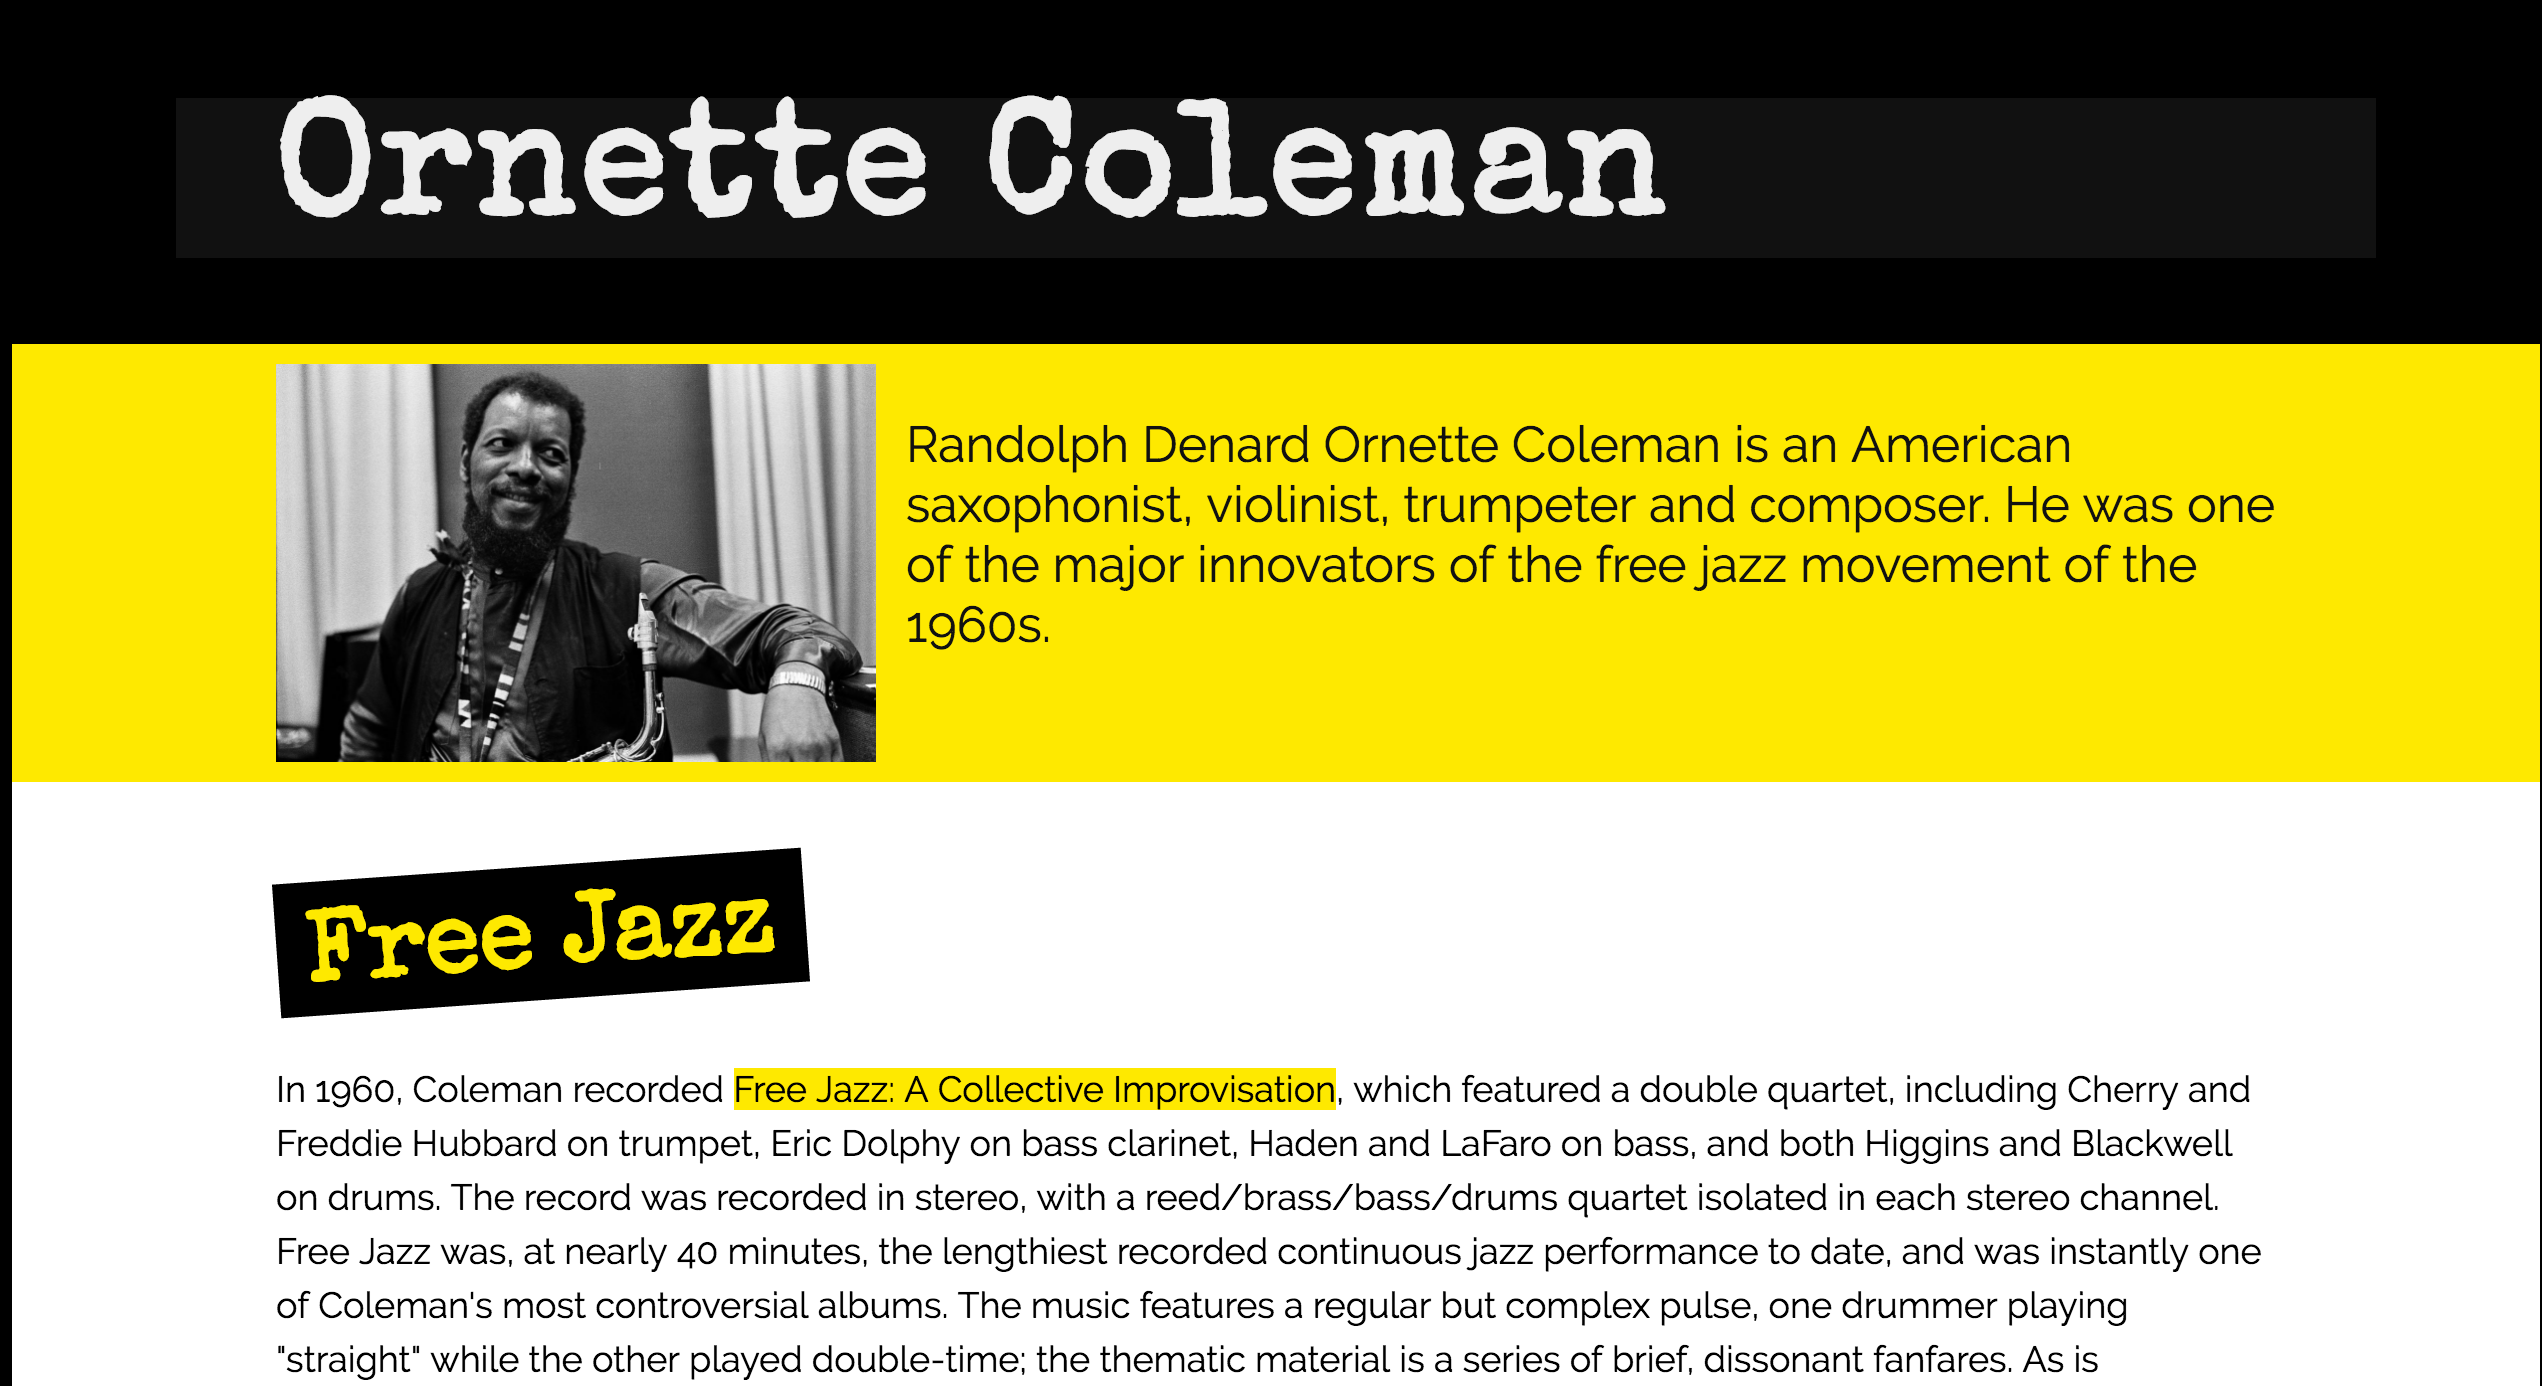 Ornette Coleman
Randolph Denard Ornette Coleman is an American
saxophonist, violinist, trumpeter and composer. He was one
of the major innovators of the free jazz movement of the
1960s.
Free Jazz
In 1960, Coleman recorded Free Jazz: A Collective Improvisation, which featured a double quartet, including Cherry and
Freddie Hubbard on trumpet, Eric Dolphy on bass clarinet, Haden and LaFaro on bass, and both Higgins and Blackwell
on drums. The record was recorded in stereo, with a reed/brass/bass/drums quartet isolated in each stereo channel.
Free Jazz was, at nearly 40 minutes, the lengthiest recorded continuous jazz performance to date, and was instantly one
of Coleman's most controversial albums. The music features a regular but complex pulse, one drummer playing
"straight" while the other played double-time; the thematic material is a series of brief, dissonant fanfares. As is